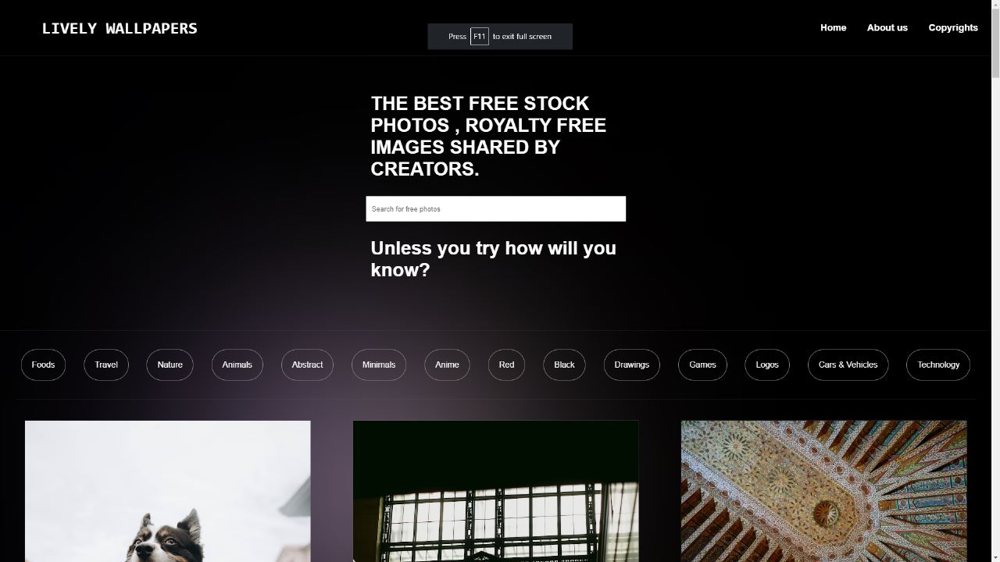 LIVELY WALLPAPERS
Press F11 to exit full screen
Home About us Copyrights
THE BEST FREE STOCK
PHOTOS , ROYALTY FREE
IMAGES SHARED BY
CREATORS.
Search for free photos
Unless you try how will you
know?
Foods Travel Nature Animals Abstract Minimals Anime Red Black Drawings Games Logos Cars & Vehicles Technology